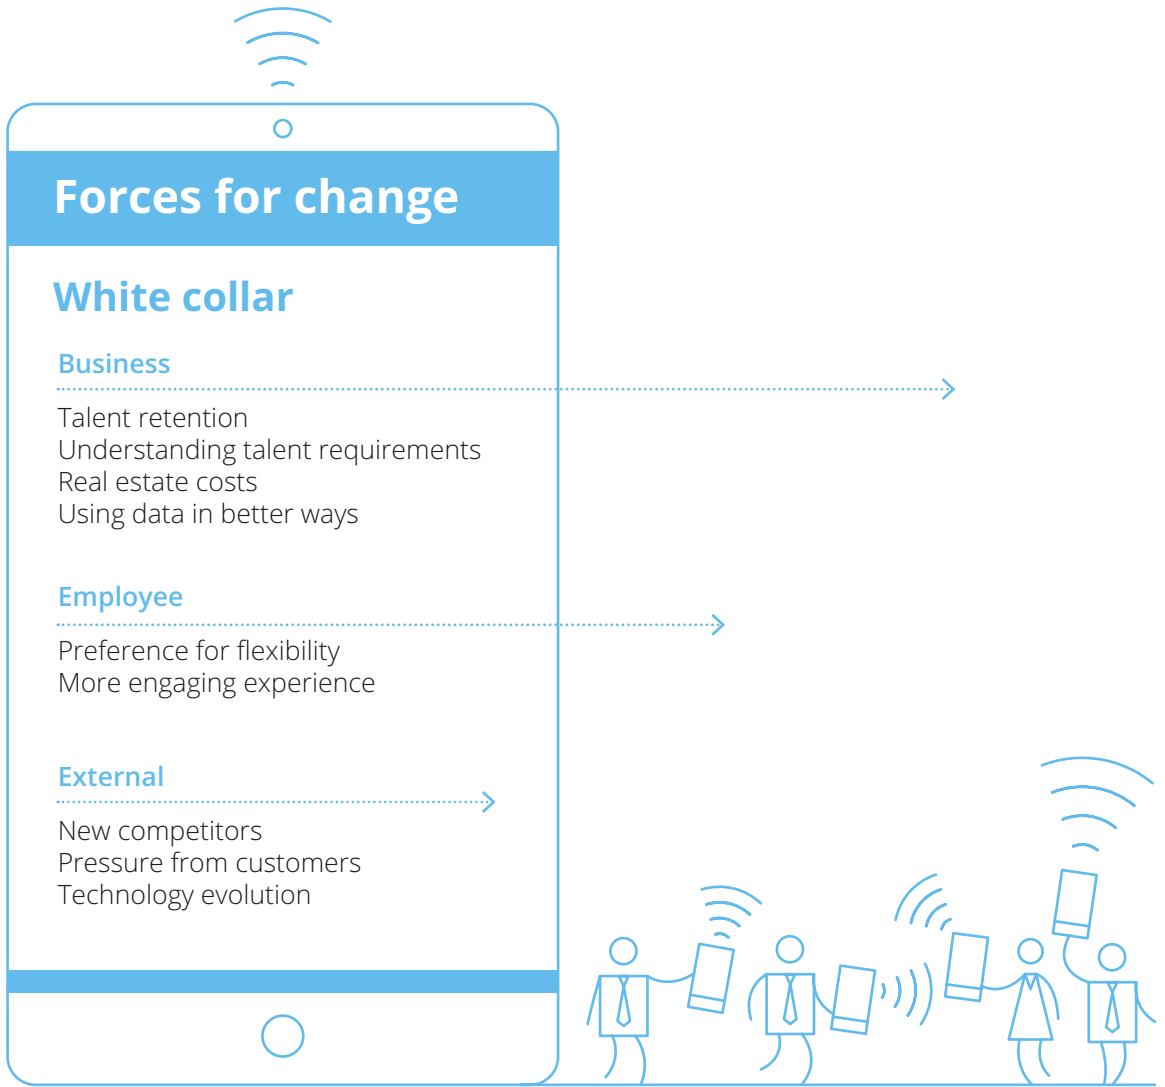 Forces for change
White collar
Business
Talent retention
Understanding talent requirements
Real estate costs
Using data in better ways
Employee
Preference for flexibility
More engaging experience
External
New competitors
Pressure from customers
Technology evolution